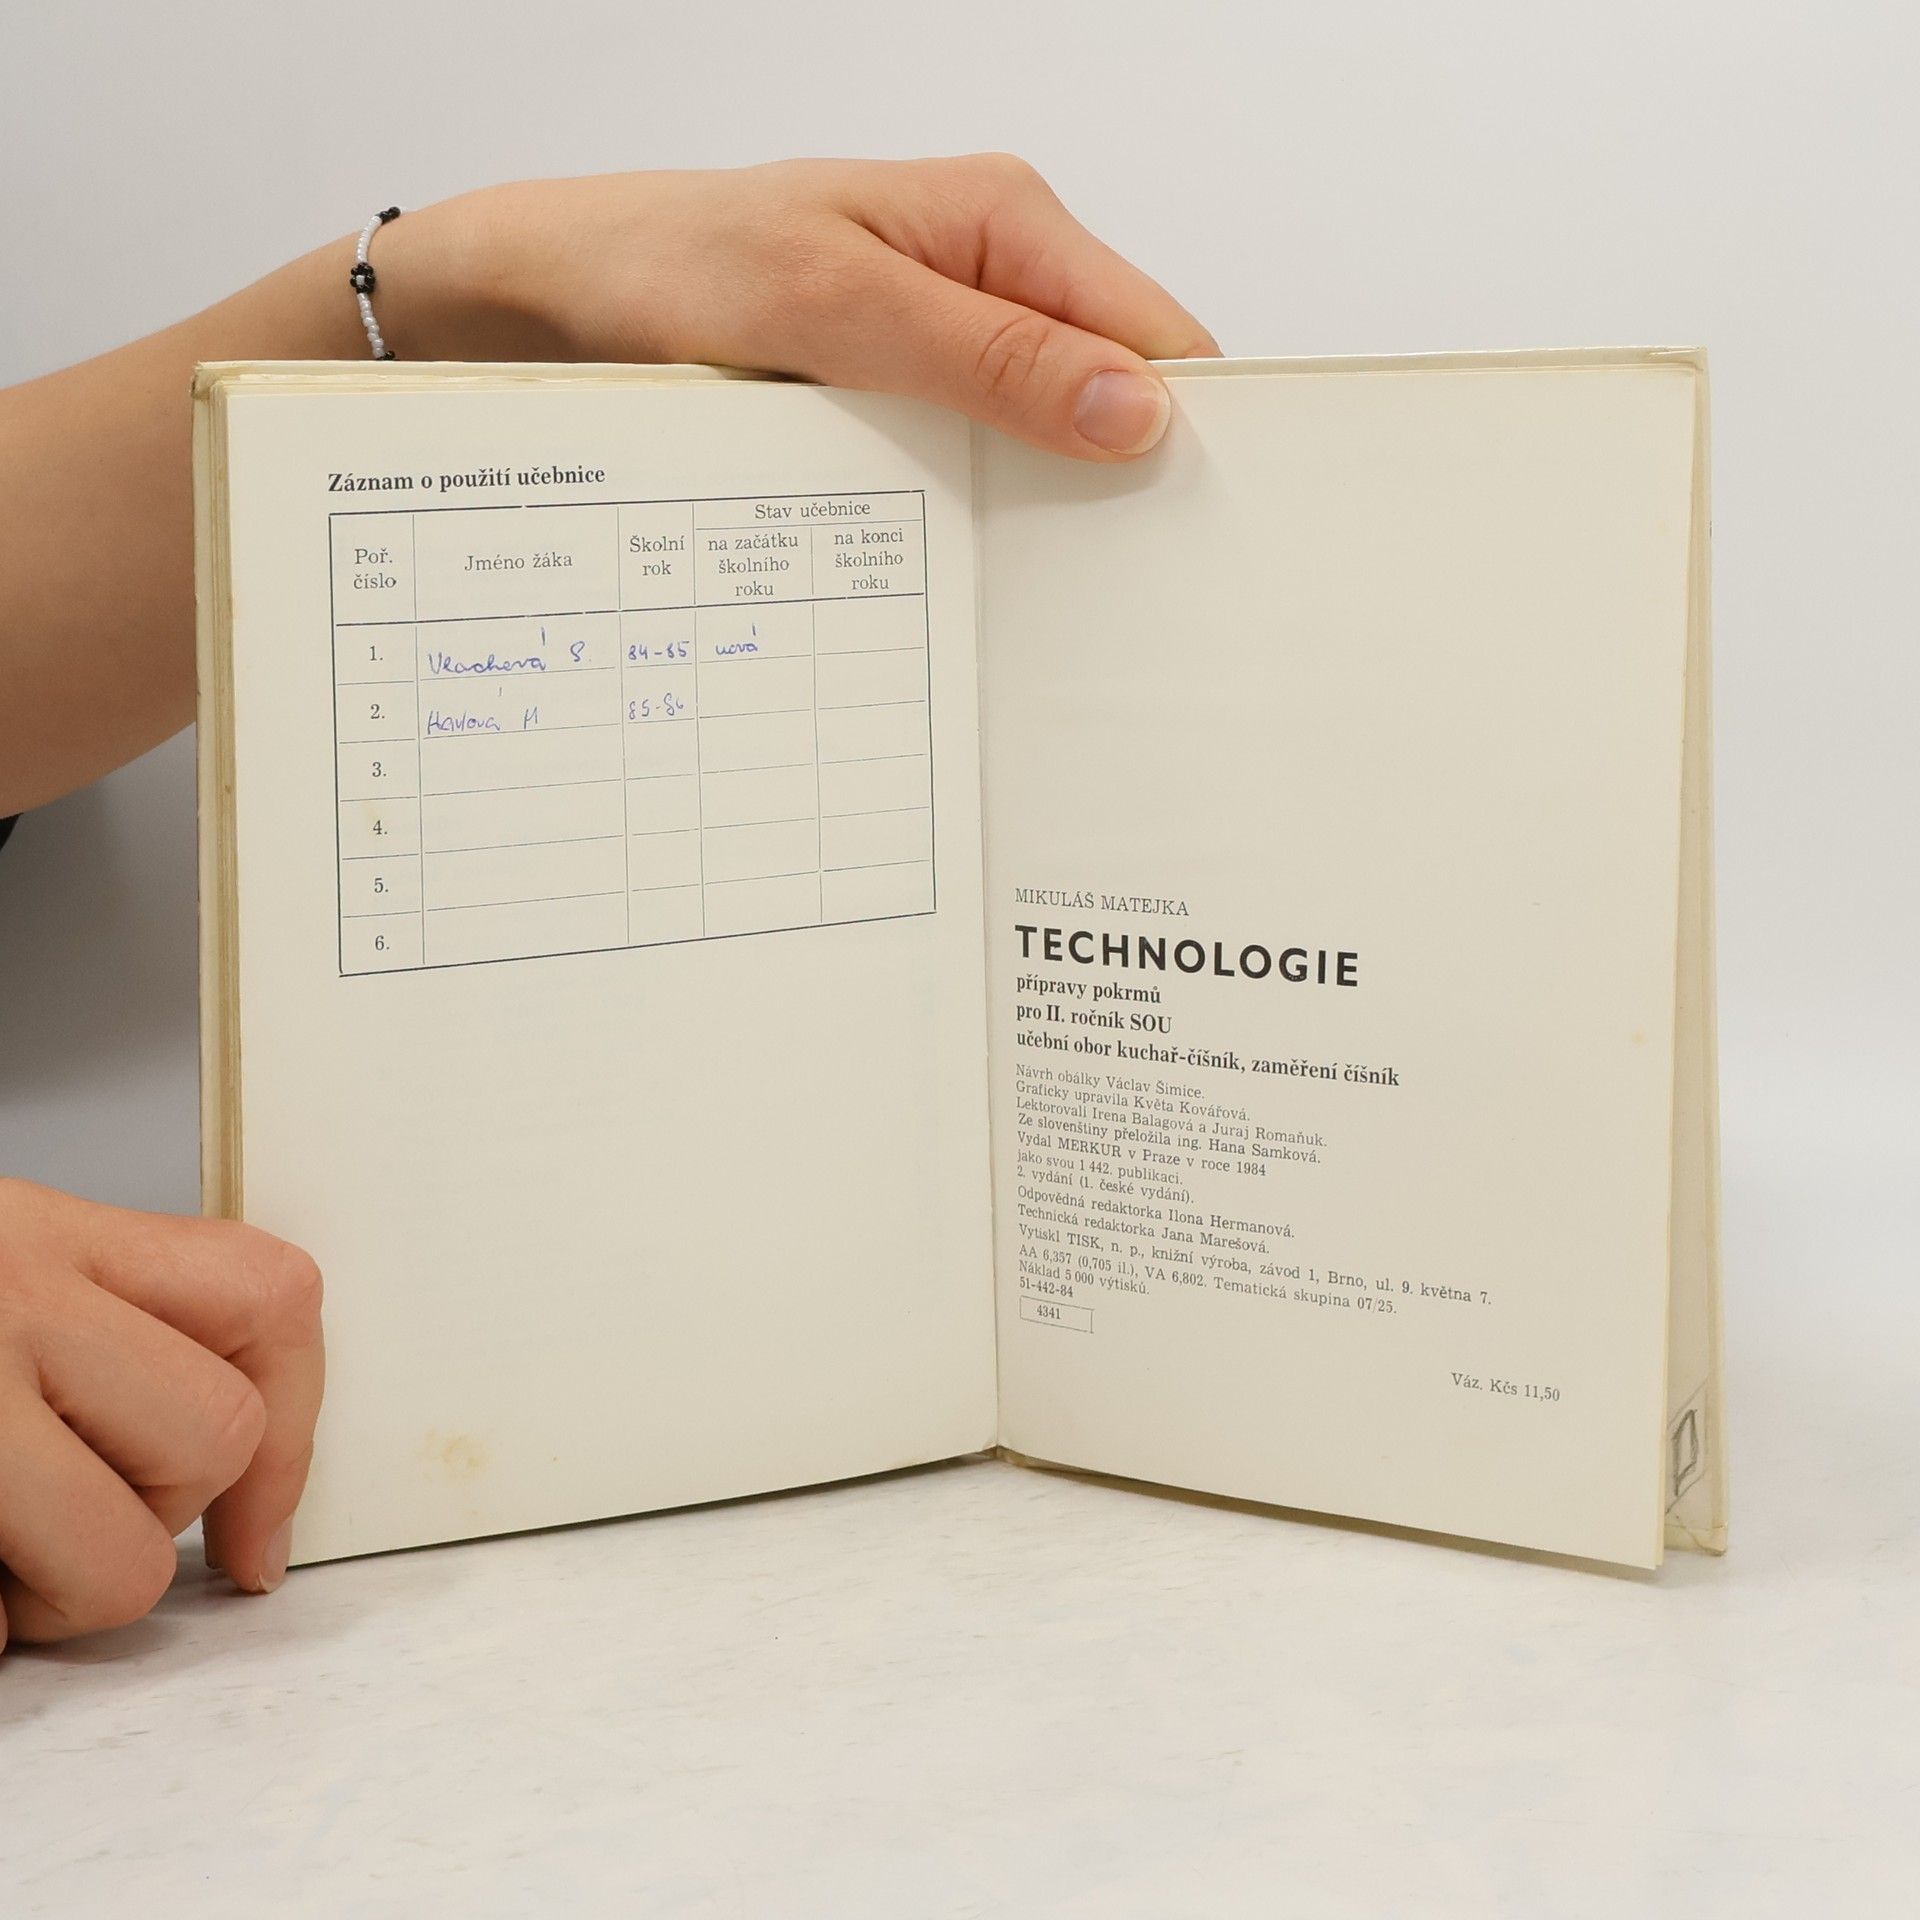 Záznam o použití učebnice
Poř. číslo
Jméno žáka
Školní rok
Stav učebnice
na začátku školního roku
na konci školního roku
1. Vlachová S. 84-85 nová
2. Havlová M 85-86
3.
4.
5.
6.
MIKULÁŠ MATEJKA
TECHNOLOGIE
přípravy pokrmů
pro II. ročník SOU
učební obor kuchař-číšník, zaměření číšník
Návrh obálky Václav Šimice.
Graficky upravila Květa Kovářová.
Lektorovali Irena Balagová a Juraj Romaňuk.
Ze slovenštiny přeložila ing. Hana Samková.
Vydal MERKUR v Praze v roce 1984
jako svou 1 442. publikaci.
2. vydání (1. české vydání).
Odpovědná redaktorka Ilona Hermanová.
Technická redaktorka Jana Marešová.
Vytiskl TISK, n. p., knižní výroba, závod 1, Brno, ul. 9. května 7.
AA 6,357 (0,705 il.), VA 6,802. Tematická skupina 07/25.
Náklad 5 000 výtisků.
51-442-84
4341
Váz. Kčs 11,50